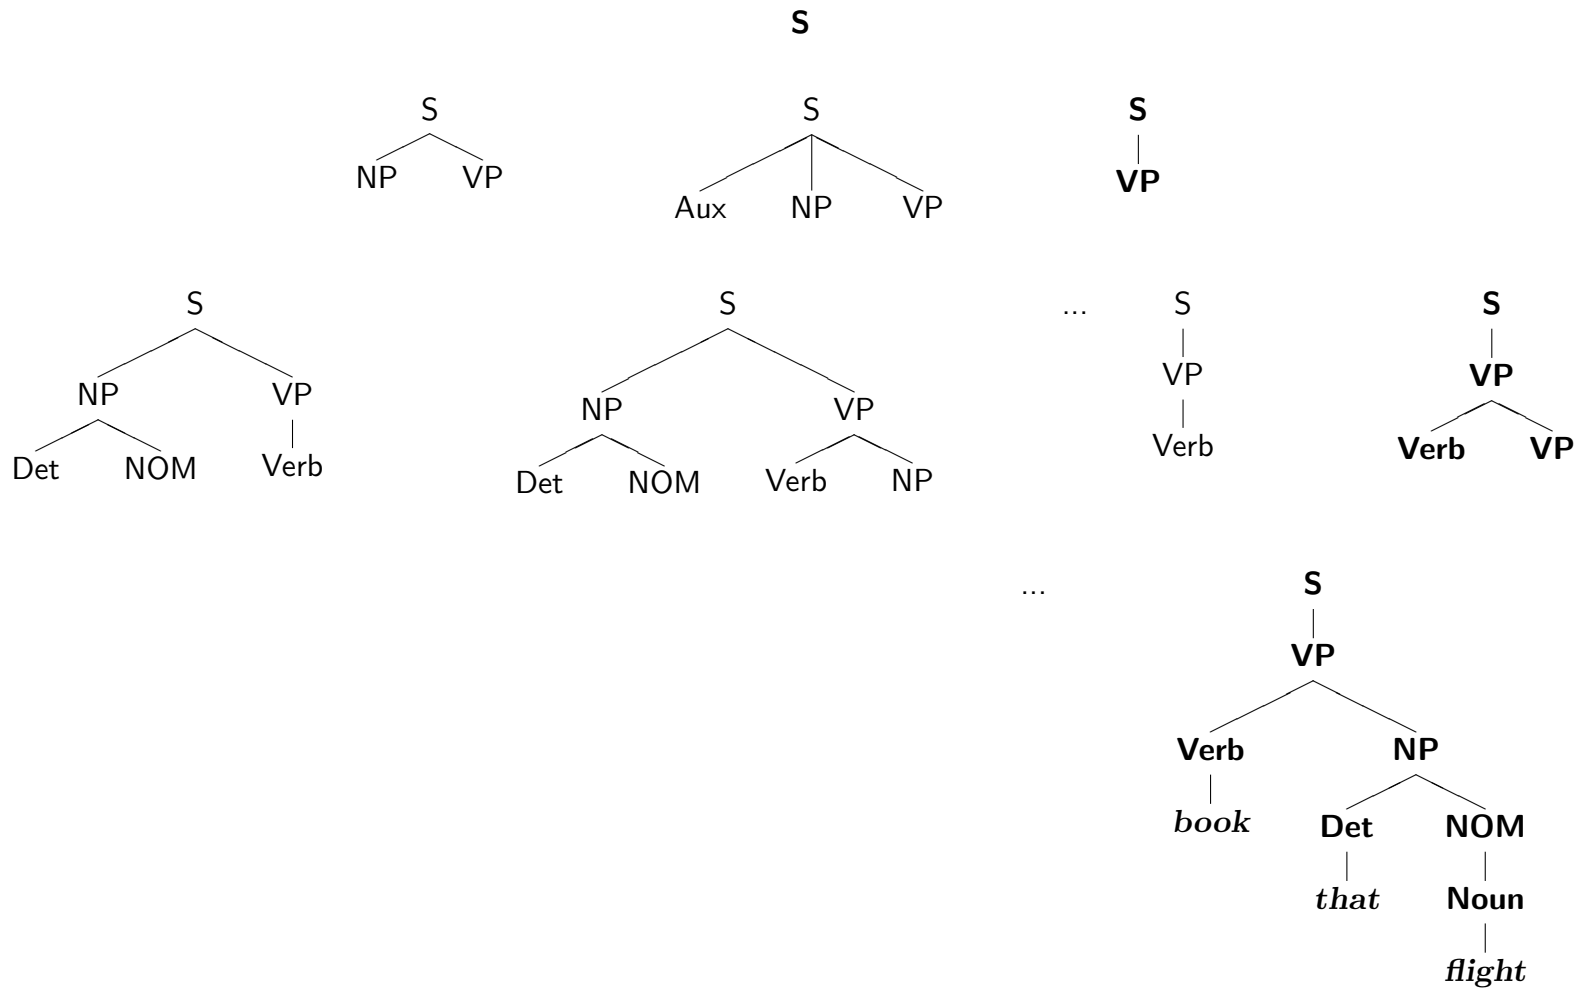 S
S S S
NP VP Aux NP VP VP
S S ... S S
NP VP NP VP VP VP
Det NOM Verb Det NOM Verb NP Verb Verb VP
... S
VP
Verb NP
book Det NOM
that Noun
flight